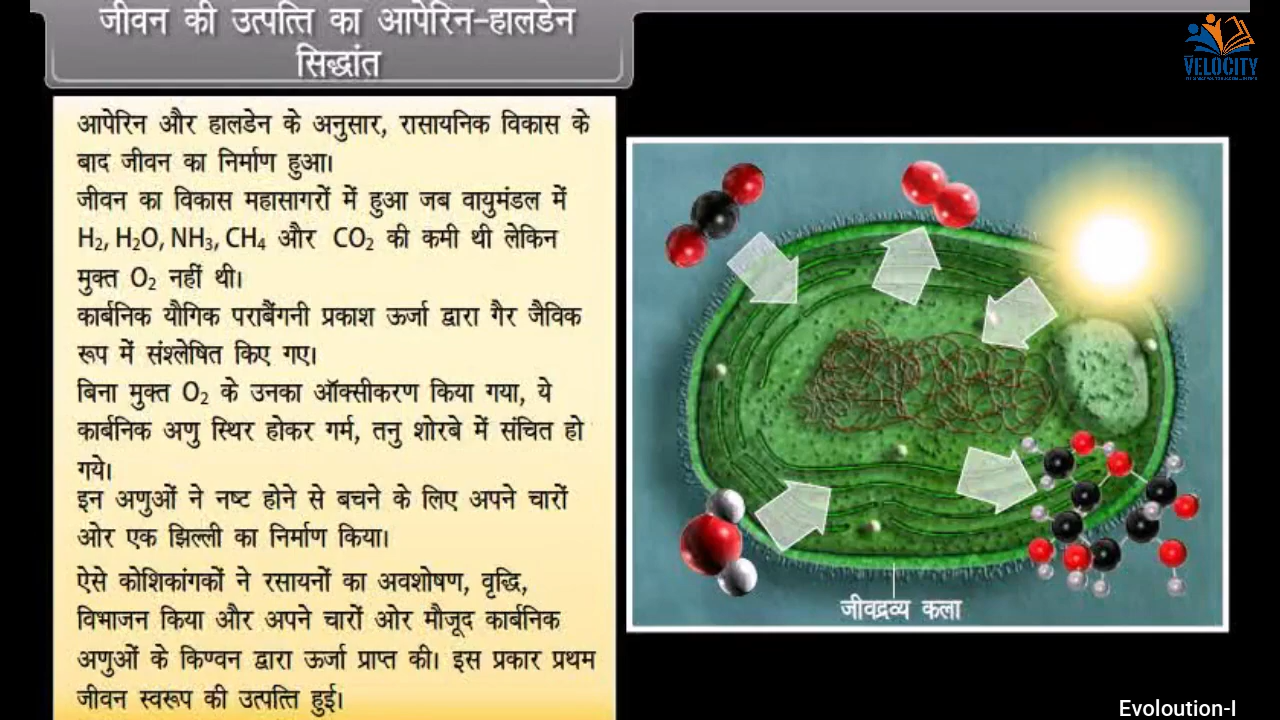 जीवन की उत्पत्ति का आपेरिन-हालडेन
सिद्धांत
VELOCITY
आपेरिन और हालडेन के अनुसार, रासायनिक विकास के
बाद जीवन का निर्माण हुआ।
जीवन का विकास महासागरों में हुआ जब वायुमंडल में
H₂, H₂O, NH₃, CH₄ और CO₂ की कमी थी लेकिन
मुक्त O₂ नहीं थी।
कार्बनिक यौगिक पराबैंगनी प्रकाश ऊर्जा द्वारा गैर जैविक
रूप में संश्लेषित किए गए।
बिना मुक्त O₂ के उनका ऑक्सीकरण किया गया, ये
कार्बनिक अणु स्थिर होकर गर्म, तनु शोरबे में संचित हो
गये।
इन अणुओं ने नष्ट होने से बचने के लिए अपने चारों
ओर एक झिल्ली का निर्माण किया।
ऐसे कोशिकांगकों ने रसायनों का अवशोषण, वृद्धि,
विभाजन किया और अपने चारों ओर मौजूद कार्बनिक
अणुओं के किण्वन द्वारा ऊर्जा प्राप्त की। इस प्रकार प्रथम
जीवन स्वरूप की उत्पत्ति हुई।
जीवद्रव्य कला
Evoloution-I